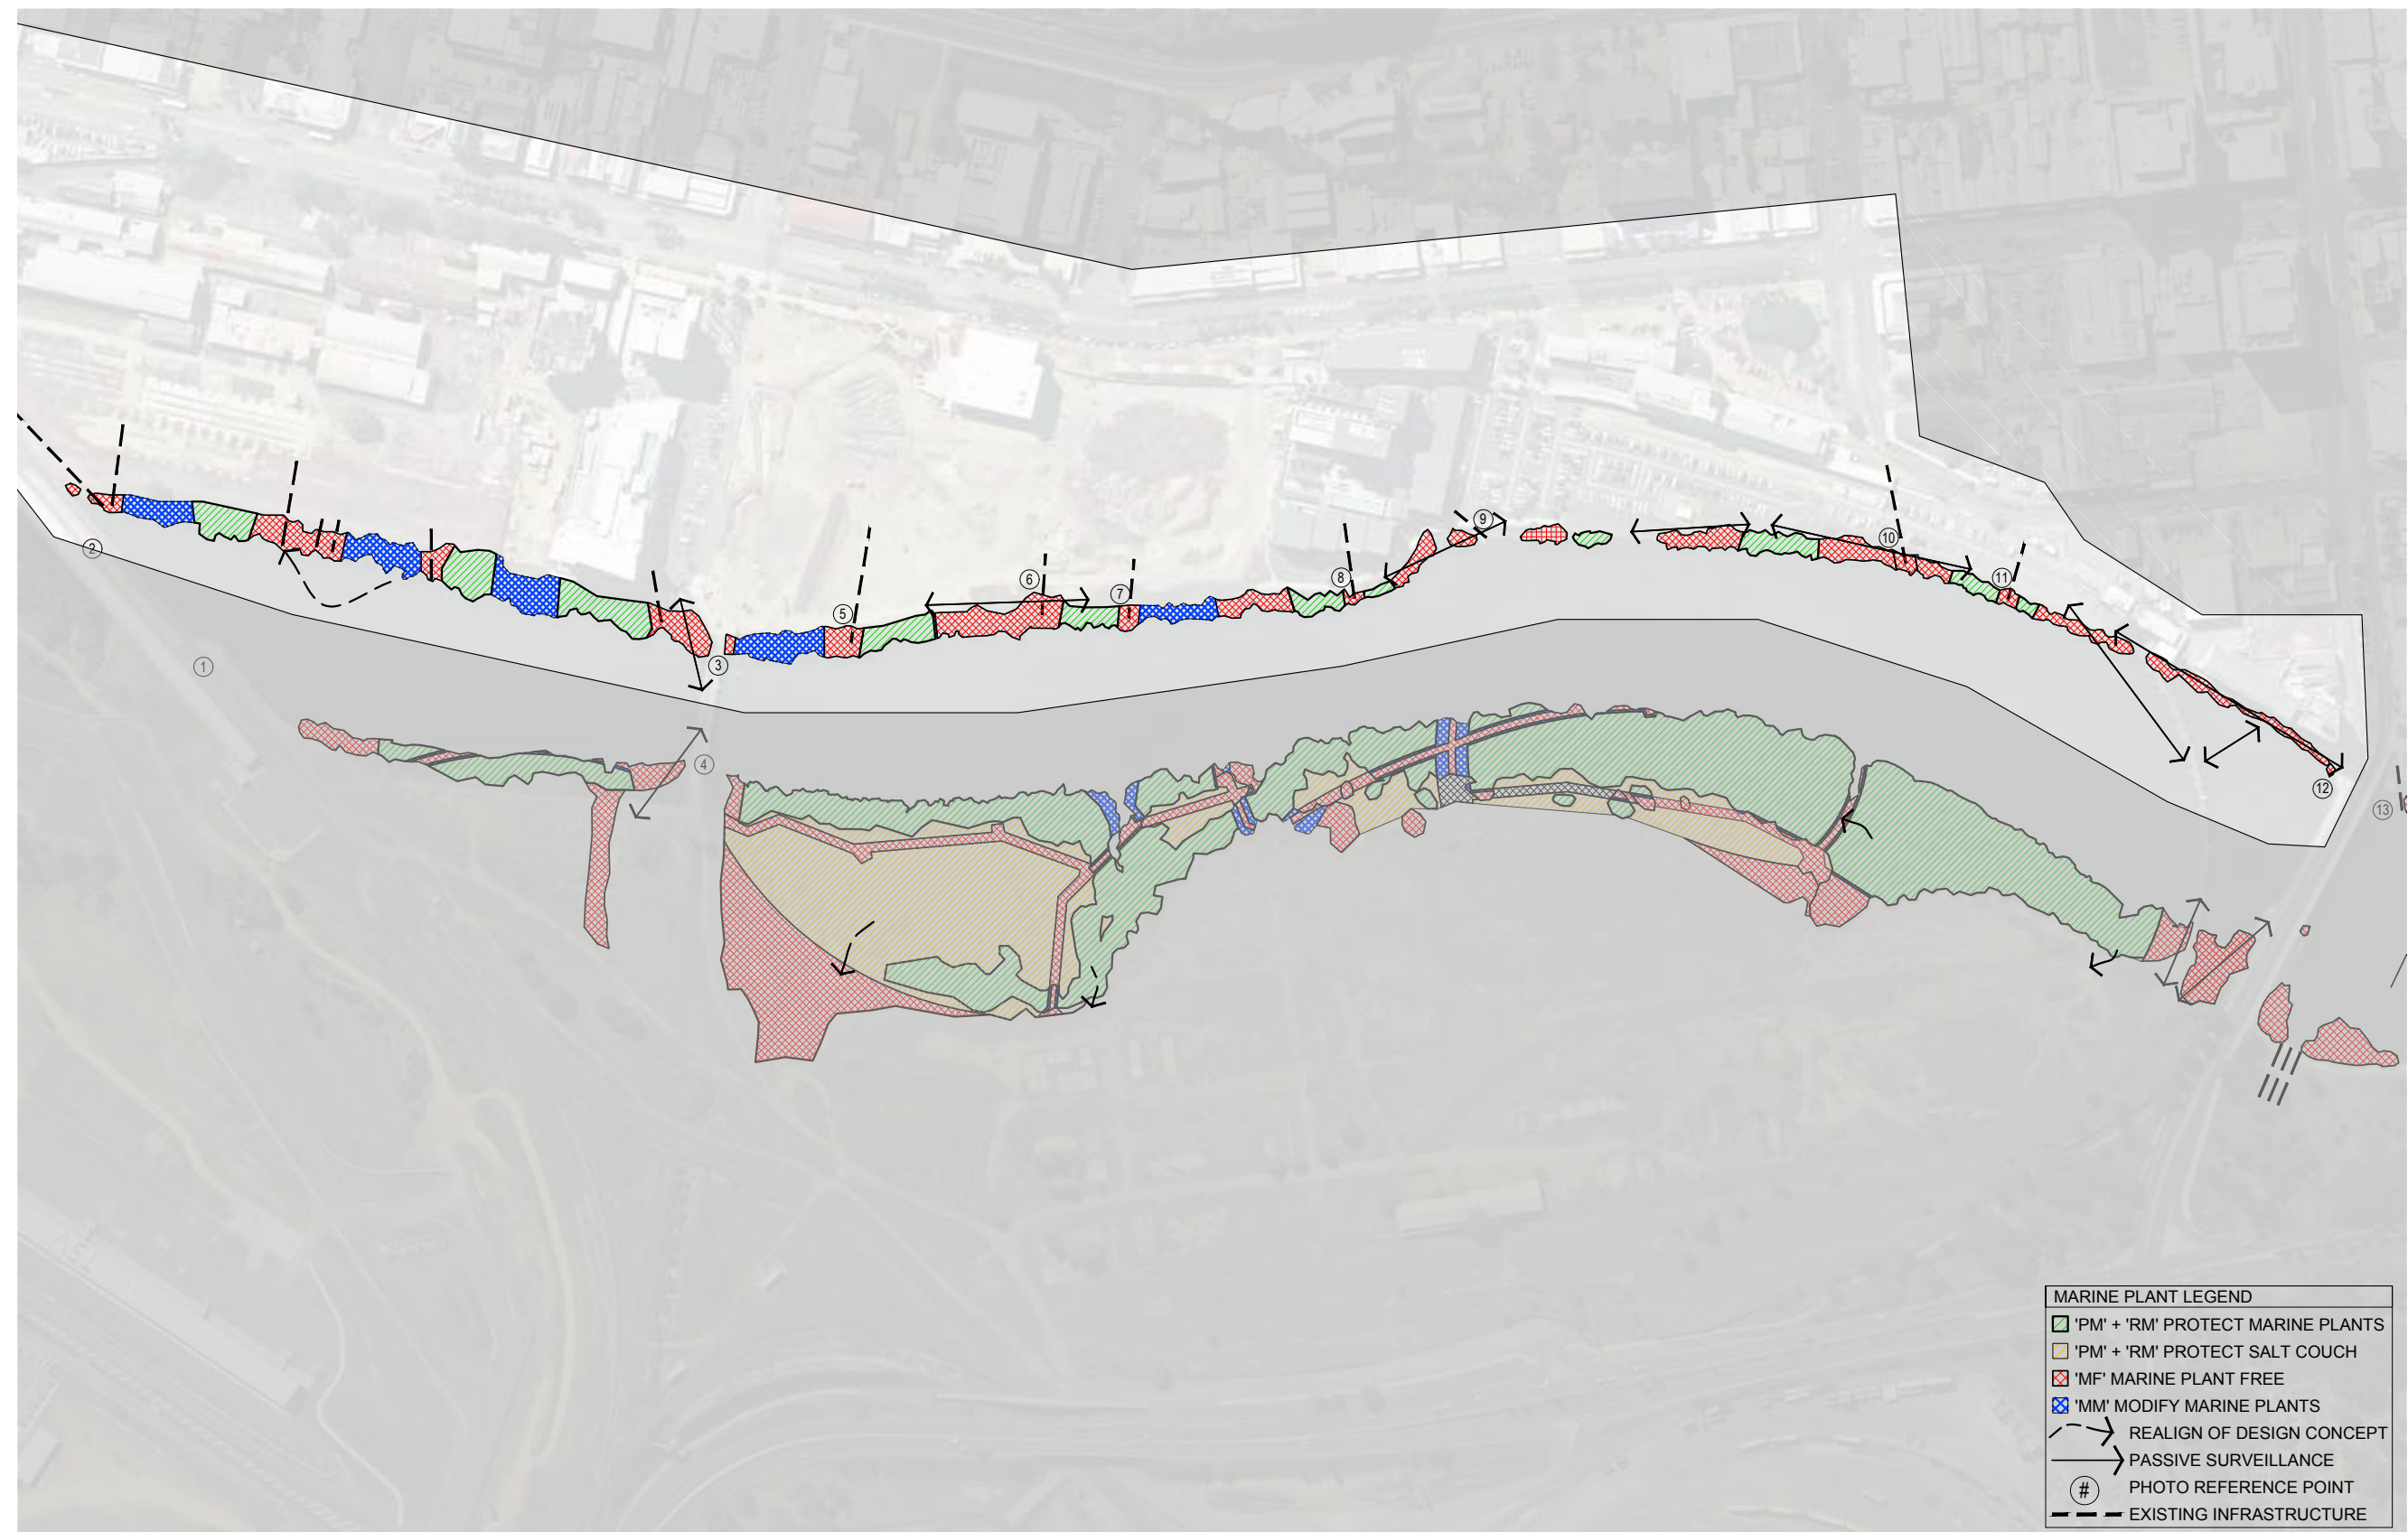 9
10
11
6
8
7
2
5
3
1
4
12
13
MARINE PLANT LEGEND
'PM' + 'RM' PROTECT MARINE PLANTS
'PM' + 'RM' PROTECT SALT COUCH
'MF' MARINE PLANT FREE
'MM' MODIFY MARINE PLANTS
REALIGN OF DESIGN CONCEPT
PASSIVE SURVEILLANCE
# PHOTO REFERENCE POINT
EXISTING INFRASTRUCTURE